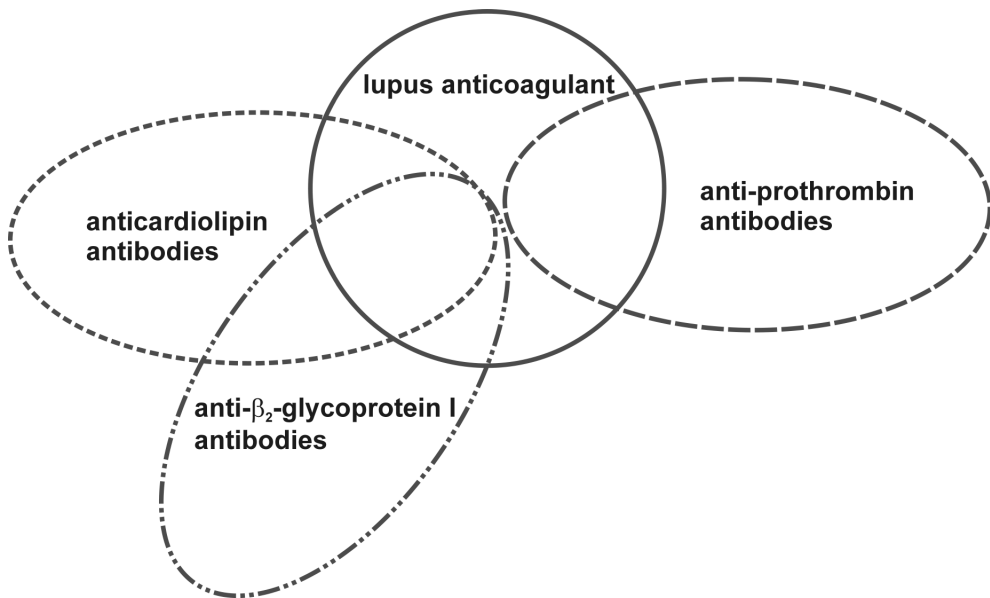 lupus anticoagulant
anti-prothrombin
antibodies
anticardiolipin
antibodies
anti-β₂-glycoprotein I
antibodies